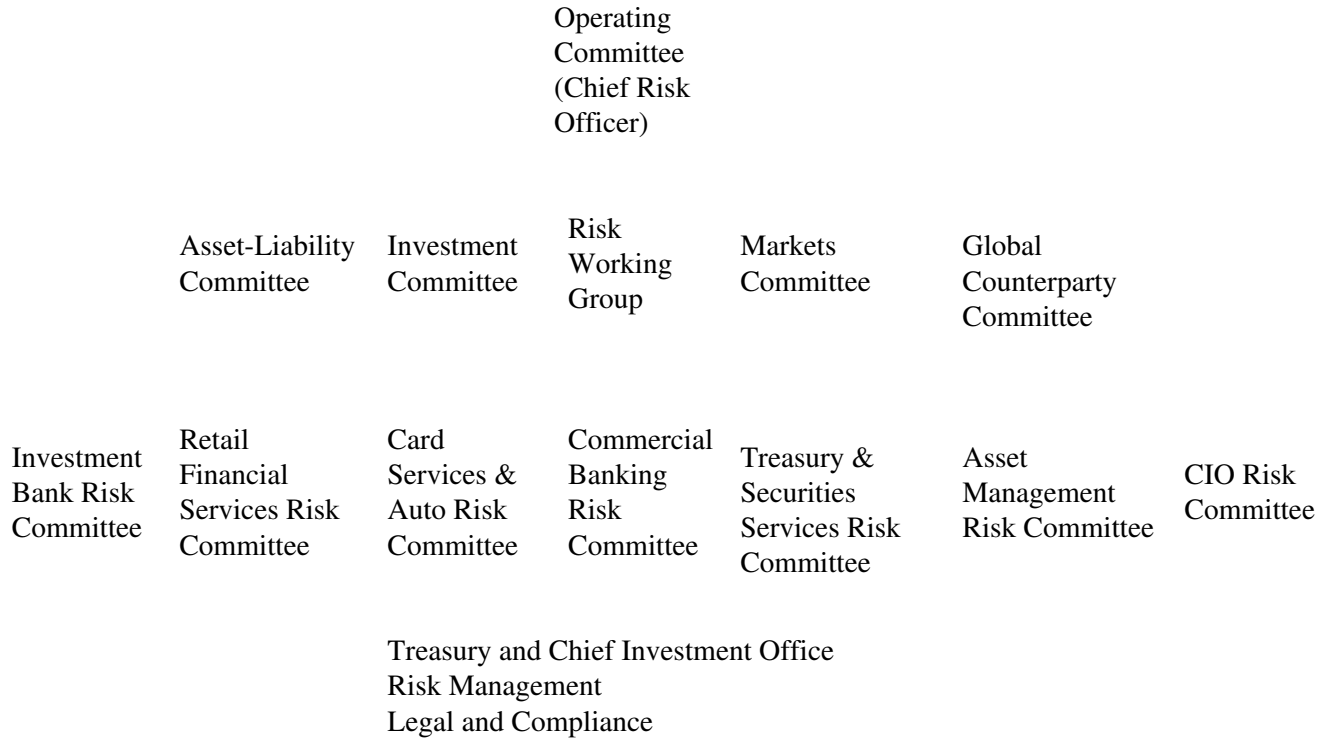 Operating
Committee
(Chief Risk
Officer)
Asset-Liability
Committee
Investment
Committee
Risk
Working
Group
Markets
Committee
Global
Counterparty
Committee
Investment
Bank Risk
Committee
Retail
Financial
Services Risk
Committee
Card
Services &
Auto Risk
Committee
Commercial
Banking
Risk
Committee
Treasury &
Securities
Services Risk
Committee
Asset
Management
Risk Committee
CIO Risk
Committee
Treasury and Chief Investment Office
Risk Management
Legal and Compliance